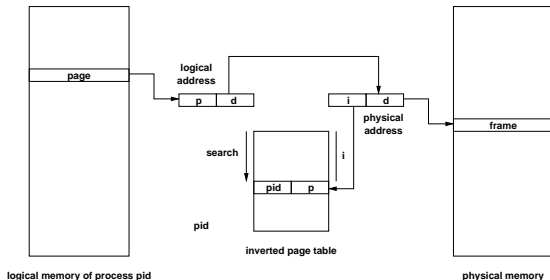 logical
address
page
p d
i d
physical
address
frame
search
i
pid p
pid
inverted page table
logical memory of process pid
physical memory